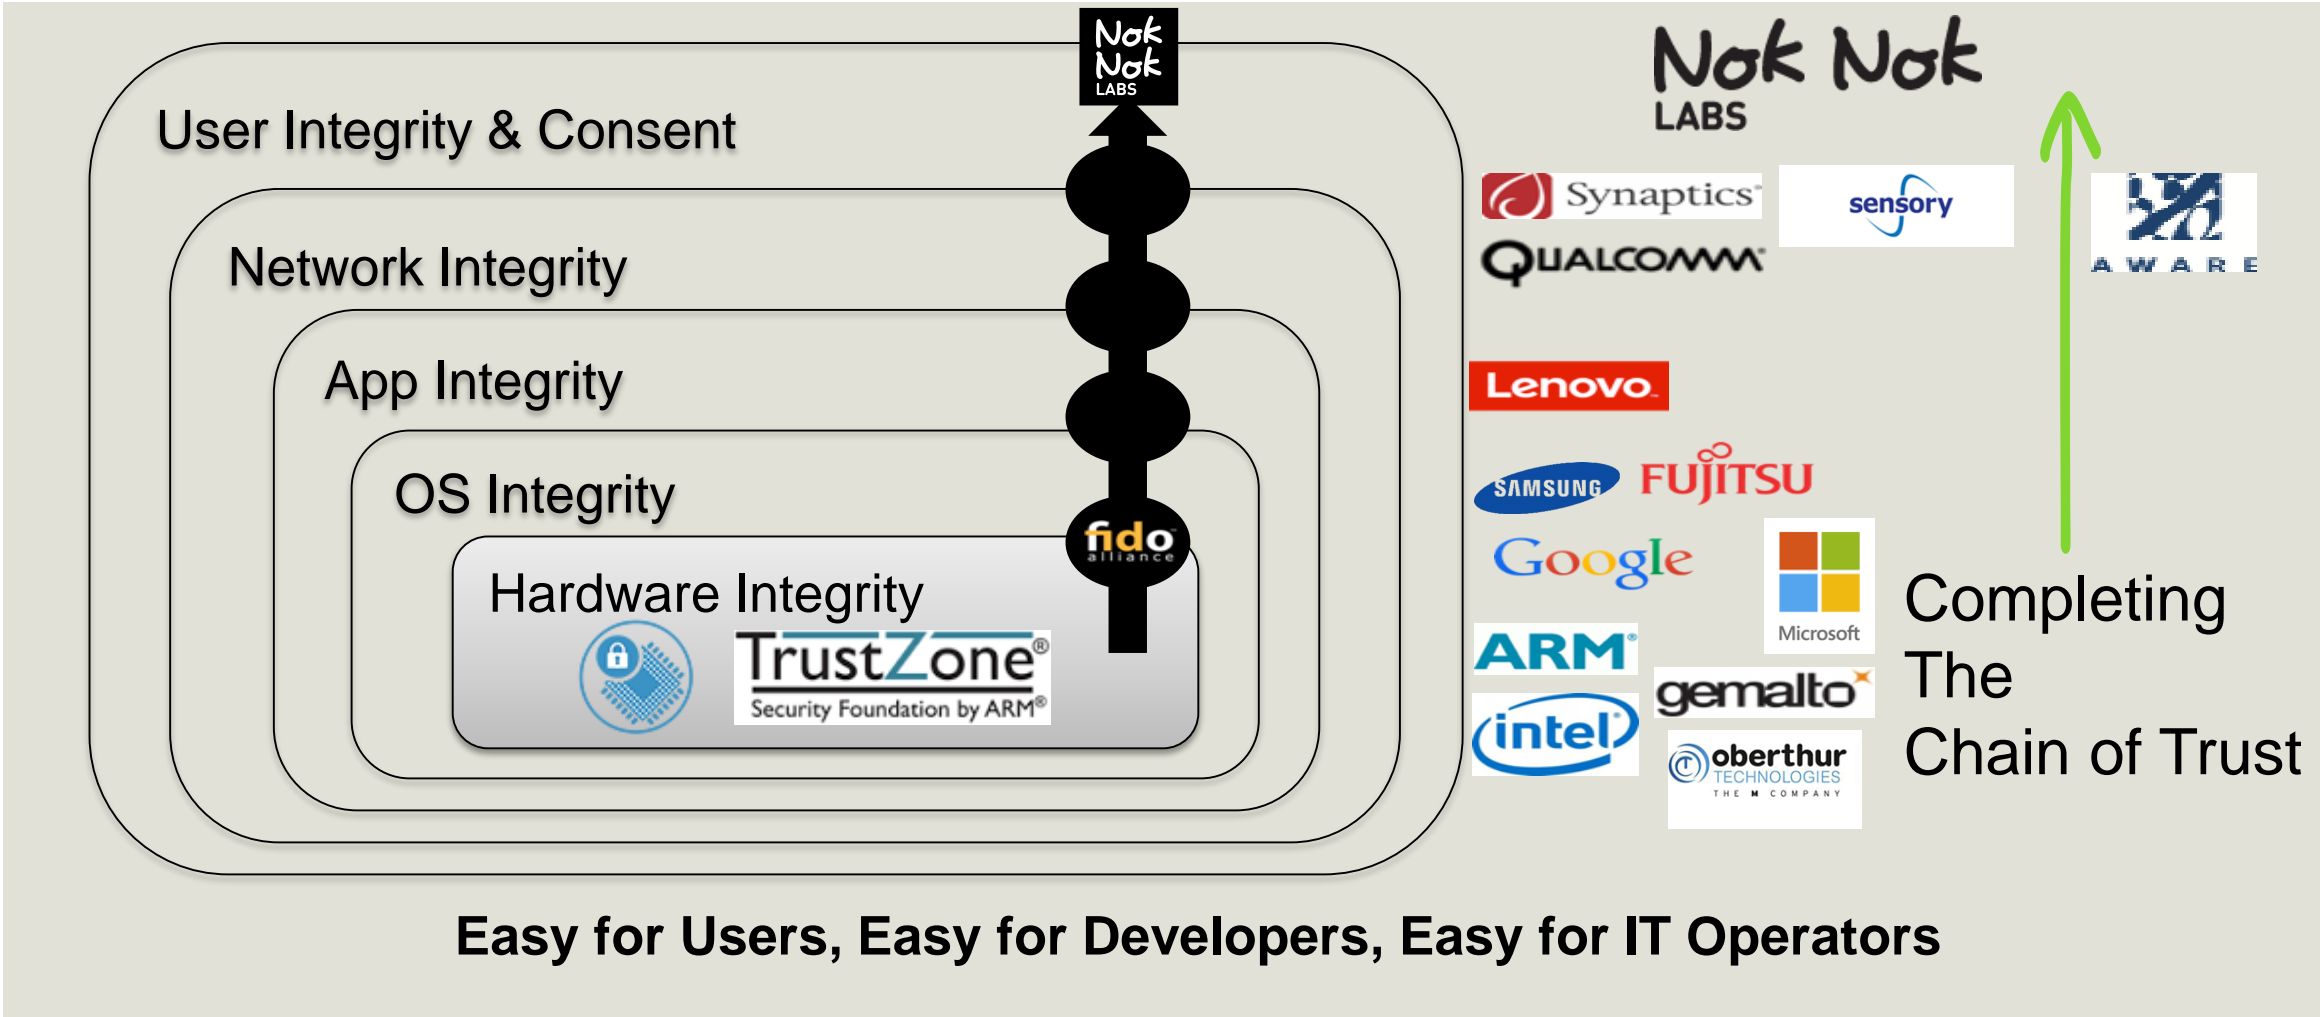 Nok
Nok
LABS
User Integrity & Consent
Network Integrity
App Integrity
OS Integrity
fido
alliance
Hardware Integrity
TrustZone®
Security Foundation by ARM®
Nok Nok
LABS
Synaptics
sensory
QUALCOMM
AWARE
Lenovo
SAMSUNG
FUJITSU
Google
Microsoft
ARM
gemalto
intel
oberthur
TECHNOLOGIES
THE M COMPANY
Completing
The
Chain of Trust
Easy for Users, Easy for Developers, Easy for IT Operators